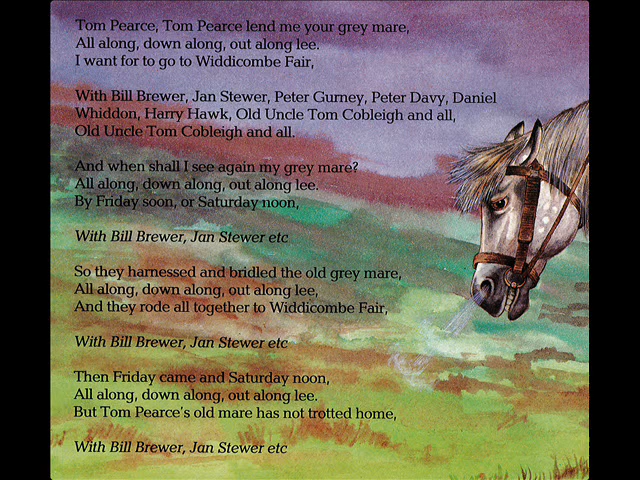 Tom Pearce, Tom Pearce lend me your grey mare,
All along, down along, out along lee.
I want for to go to Widdicombe Fair,
With Bill Brewer, Jan Stewer, Peter Gurney, Peter Davy, Daniel
Whiddon, Harry Hawk, Old Uncle Tom Cobleigh and all,
Old Uncle Tom Cobleigh and all.
And when shall I see again my grey mare?
All along, down along, out along lee.
By Friday soon, or Saturday noon,
With Bill Brewer, Jan Stewer etc
So they harnessed and bridled the old grey mare,
All along, down along, out along lee,
And they rode all together to Widdicombe Fair,
With Bill Brewer, Jan Stewer etc
Then Friday came and Saturday noon,
All along, down along, out along lee.
But Tom Pearce's old mare has not trotted home,
With Bill Brewer, Jan Stewer etc